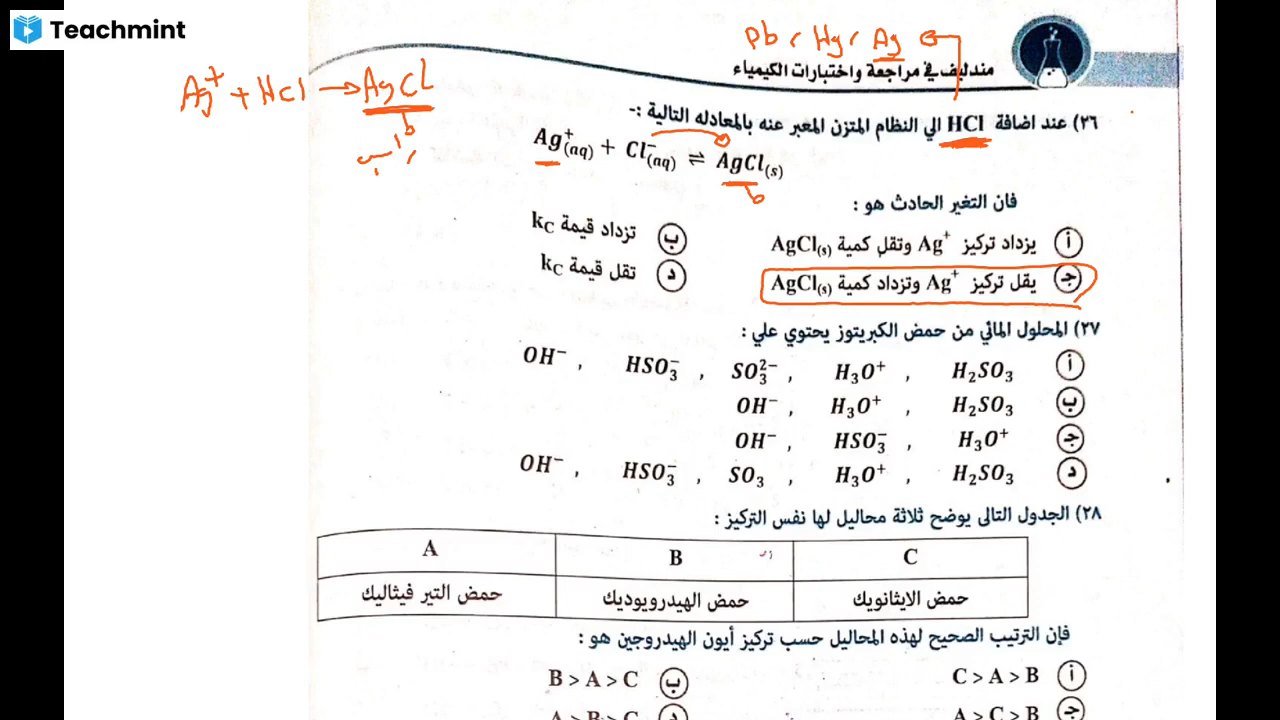 Teachmint
Pb , Hg , Ag
مندليف في مراجعة واختبارات الكيمياء
Ag+ + HCl → AgCl
٢٦) عند اضافة HCl الي النظام المتزن المعبر عنه بالمعادله التالية :-
Ag⁺(aq) + Cl⁻(aq) ⇌ AgCl(s)
فان التغير الحادث هو :
أ يزداد تركيز Ag⁺ وتقل كمية AgCl(s)
ب تزداد قيمة kC
ج يقل تركيز Ag⁺ وتزداد كمية AgCl(s)
د تقل قيمة kC
٢٧) المحلول المائي من حمض الكبريتوز يحتوي علي :
أ H₂SO₃ , H₃O⁺ , SO₃²⁻ , HSO₃⁻ , OH⁻
ب H₂SO₃ , H₃O⁺ , OH⁻
ج H₃O⁺ , HSO₃⁻ , OH⁻
د H₂SO₃ , H₃O⁺ , SO₃ , HSO₃⁻ , OH⁻
٢٨) الجدول التالى يوضح ثلاثة محاليل لها نفس التركيز :
A B C
حمض التير فيثاليك حمض الهيدرويوديك حمض الايثانويك
فإن الترتيب الصحيح لهذه المحاليل حسب تركيز أيون الهيدروجين هو :
أ C > A > B
ب B > A > C
ج A > C > B
د A > B > C